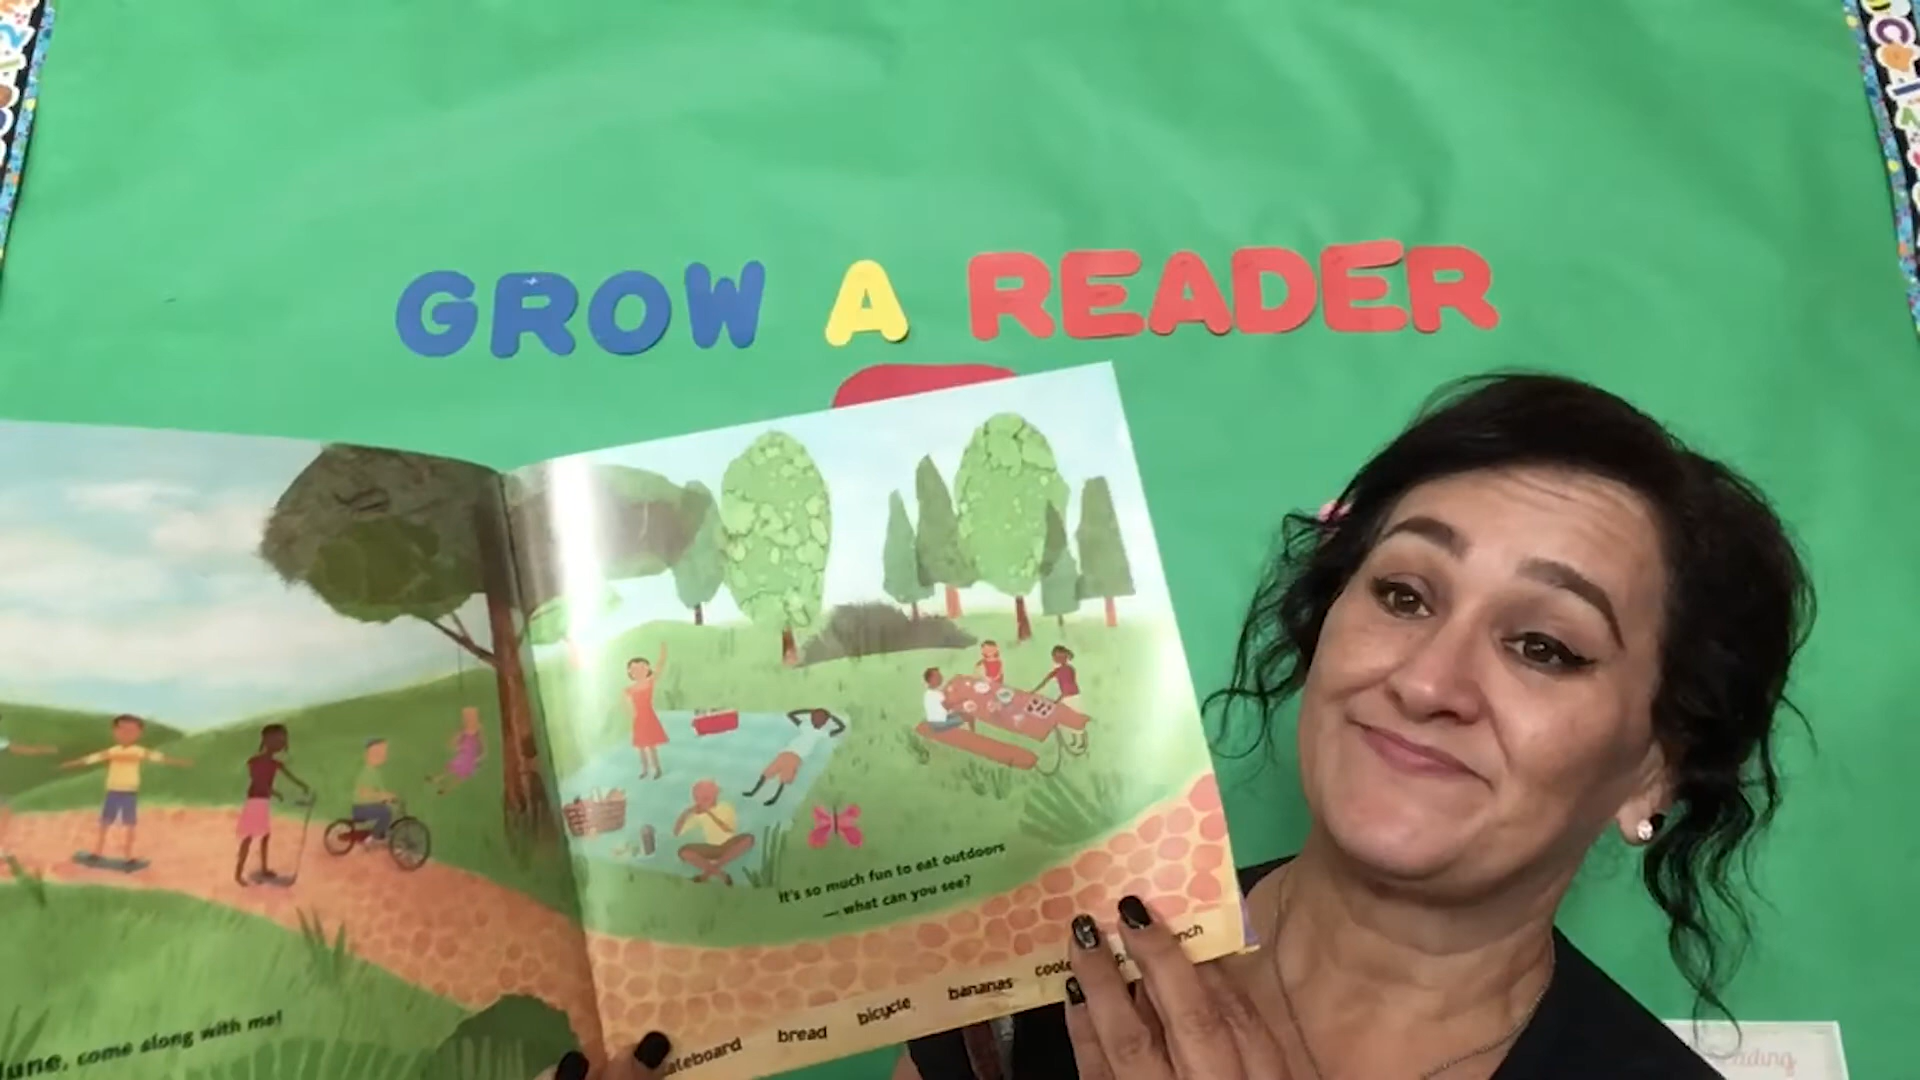 GROW A READER
come along with me!
It's so much fun to eat outdoors
— what can you see?
bread bicycle bananas